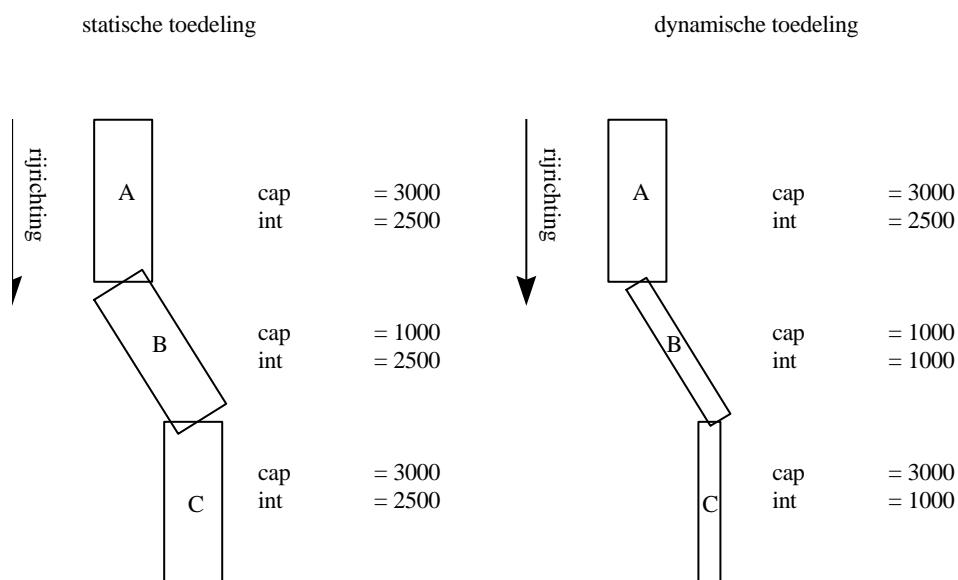 statische toedeling
dynamische toedeling
rijrichting
A
cap = 3000
int = 2500
B
cap = 1000
int = 2500
C
cap = 3000
int = 2500
rijrichting
A
cap = 3000
int = 2500
B
cap = 1000
int = 1000
C
cap = 3000
int = 1000